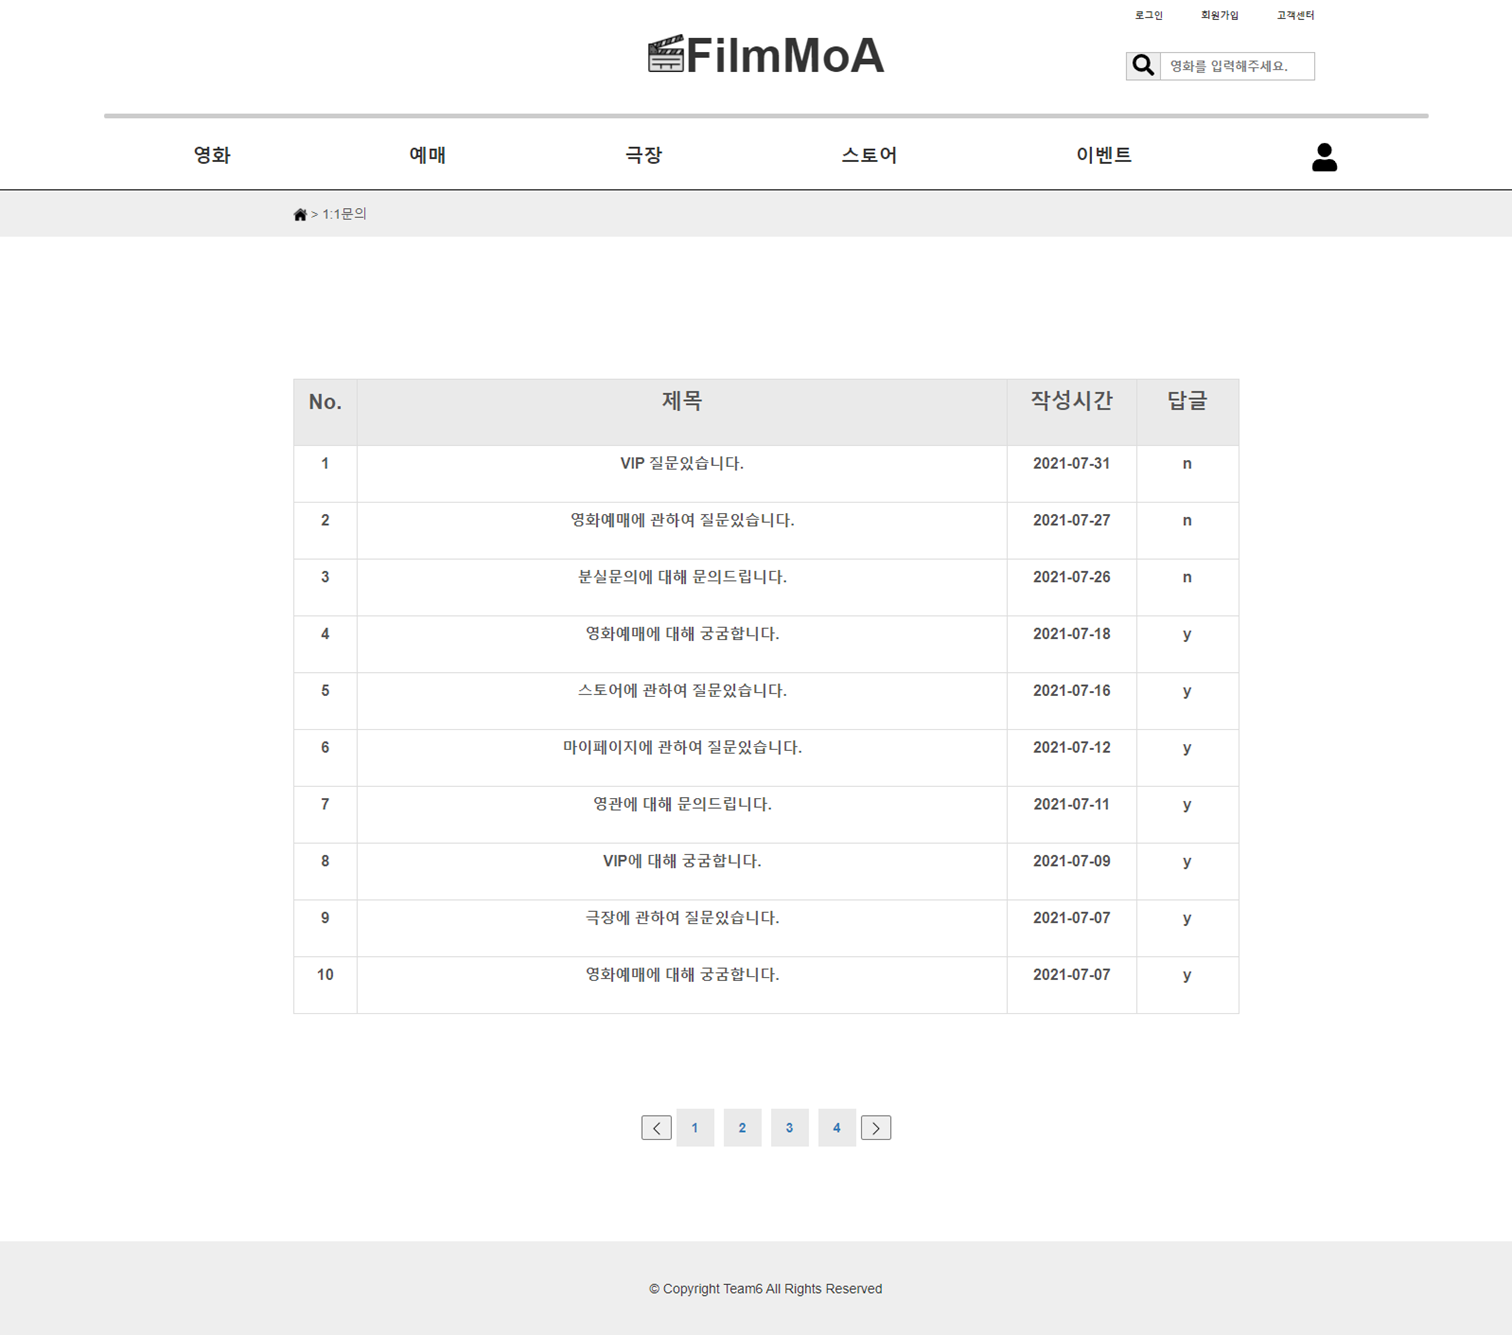 로그인 회원가입 고객센터
FilmMoA
영화를 입력해주세요.
영화 예매 극장 스토어 이벤트
> 1:1문의
No. 제목 작성시간 답글
1 VIP 질문있습니다. 2021-07-31 n
2 영화예매에 관하여 질문있습니다. 2021-07-27 n
3 분실문의에 대해 문의드립니다. 2021-07-26 n
4 영화예매에 대해 궁굼합니다. 2021-07-18 y
5 스토어에 관하여 질문있습니다. 2021-07-16 y
6 마이페이지에 관하여 질문있습니다. 2021-07-12 y
7 영관에 대해 문의드립니다. 2021-07-11 y
8 VIP에 대해 궁굼합니다. 2021-07-09 y
9 극장에 관하여 질문있습니다. 2021-07-07 y
10 영화예매에 대해 궁굼합니다. 2021-07-07 y
< 1 2 3 4 >
© Copyright Team6 All Rights Reserved